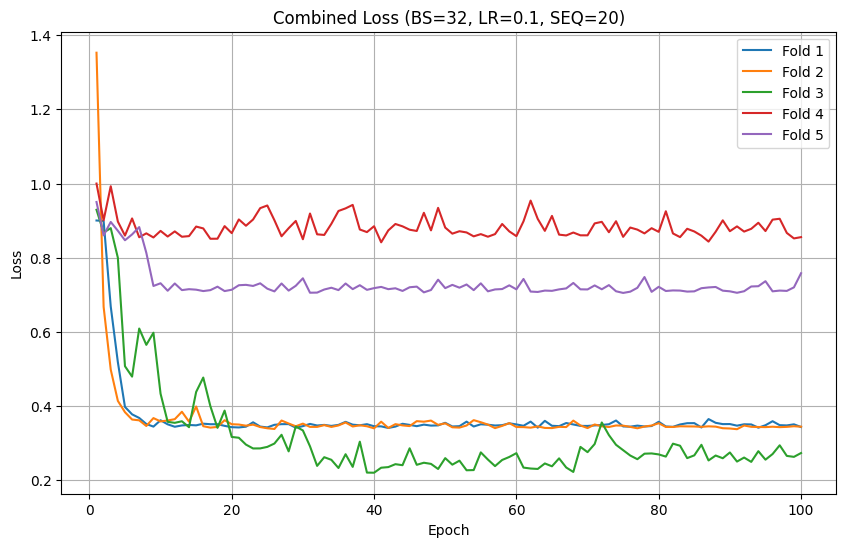 Combined Loss (BS=32, LR=0.1, SEQ=20)
1.4
1.2
1.0
0.8
0.6
0.4
0.2
Loss
Fold 1
Fold 2
Fold 3
Fold 4
Fold 5
0 20 40 60 80 100
Epoch